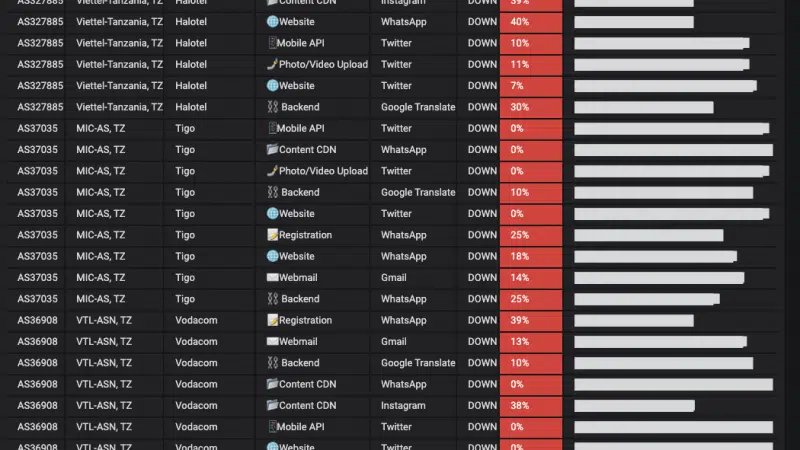 AS327885 Viettel-Tanzania, TZ Halotel Content CDN Instagram DOWN 39%
AS327885 Viettel-Tanzania, TZ Halotel Website WhatsApp DOWN 40%
AS327885 Viettel-Tanzania, TZ Halotel Mobile API Twitter DOWN 10%
AS327885 Viettel-Tanzania, TZ Halotel Photo/Video Upload Twitter DOWN 11%
AS327885 Viettel-Tanzania, TZ Halotel Website Twitter DOWN 7%
AS327885 Viettel-Tanzania, TZ Halotel Backend Google Translate DOWN 30%
AS37035 MIC-AS, TZ Tigo Mobile API Twitter DOWN 0%
AS37035 MIC-AS, TZ Tigo Content CDN WhatsApp DOWN 0%
AS37035 MIC-AS, TZ Tigo Photo/Video Upload Twitter DOWN 0%
AS37035 MIC-AS, TZ Tigo Backend Google Translate DOWN 10%
AS37035 MIC-AS, TZ Tigo Website Twitter DOWN 0%
AS37035 MIC-AS, TZ Tigo Registration WhatsApp DOWN 25%
AS37035 MIC-AS, TZ Tigo Website WhatsApp DOWN 18%
AS37035 MIC-AS, TZ Tigo Webmail Gmail DOWN 14%
AS37035 MIC-AS, TZ Tigo Backend WhatsApp DOWN 25%
AS36908 VTL-ASN, TZ Vodacom Registration WhatsApp DOWN 39%
AS36908 VTL-ASN, TZ Vodacom Webmail Gmail DOWN 13%
AS36908 VTL-ASN, TZ Vodacom Backend Google Translate DOWN 10%
AS36908 VTL-ASN, TZ Vodacom Content CDN WhatsApp DOWN 0%
AS36908 VTL-ASN, TZ Vodacom Content CDN Instagram DOWN 38%
AS36908 VTL-ASN, TZ Vodacom Mobile API Twitter DOWN 0%
AS36908 VTL-ASN, TZ Vodacom Website Twitter DOWN 0%